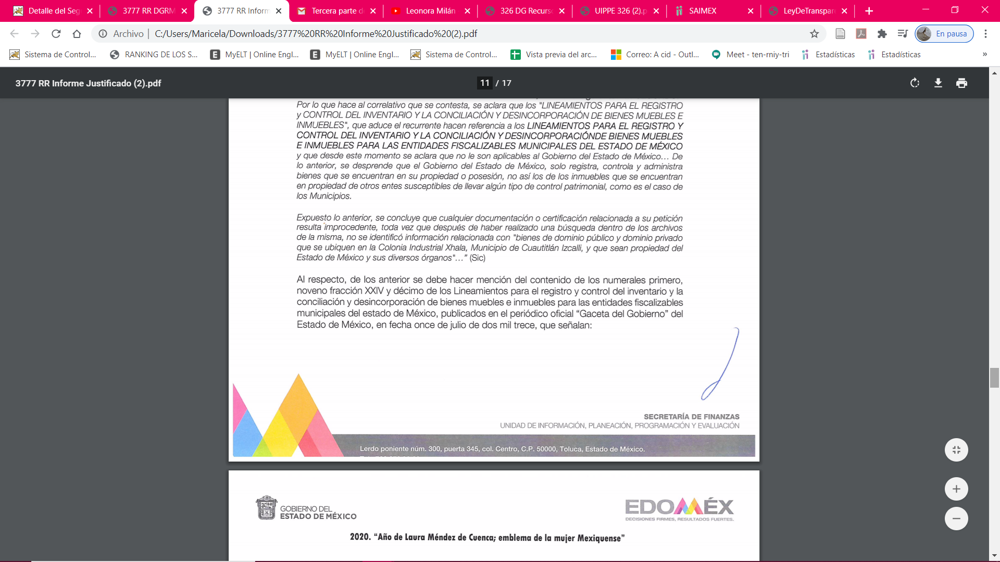 Detalle del Seg
3777 RR DGRM
3777 RR Inform
Tercera parte d
Leonora Milán
326 DG Recurso
UIPPE 326 (2).p
SAIMEX
LeyDeTranspare
Archivo
C:/Users/Maricela/Downloads/3777%20RR%20Informe%20Justificado%20(2).pdf
En pausa
Sistema de Control...
RANKING DE LOS S...
MyELT | Online Engl...
MyELT | Online Engl...
Sistema de Control...
Vista previa del arc...
Correo: A cid - Outl...
Meet - ten-rniy-tri
Estadísticas
Estadísticas
»
3777 RR Informe Justificado (2).pdf
11 / 17
Por lo que hace al correlativo que se contesta, se aclara que los "LINEAMIENTOS PARA EL REGISTRO
y CONTROL DEL INVENTARIO Y LA CONCILIACIÓN Y DESINCORPORACIÓN DE BIENES MUEBLES E
INMUEBLES", que aduce el recurrente hacen referencia a los LINEAMIENTOS PARA EL REGISTRO Y
CONTROL DEL INVENTARIO Y LA CONCILIACIÓN Y DESINCORPORACIÓNDE BIENES MUEBLES
E INMUEBLES PARA LAS ENTIDADES FISCALIZABLES MUNICIPALES DEL ESTADO DE MÉXICO
y que desde este momento se aclara que no le son aplicables al Gobierno del Estado de México... De
lo anterior, se desprende que el Gobierno del Estado de México, solo registra, controla y administra
bienes que se encuentran en su propiedad o posesión, no así los de los inmuebles que se encuentran
en propiedad de otros entes susceptibles de llevar algún tipo de control patrimonial, como es el caso de
los Municipios.
Expuesto lo anterior, se concluye que cualquier documentación o certificación relacionada a su petición
resulta improcedente, toda vez que después de haber realizado una búsqueda dentro de los archivos
de la misma, no se identificó información relacionada con "bienes de dominio público y dominio privado
que se ubiquen en la Colonia Industrial Xhala, Municipio de Cuautitlán Izcalli, y que sean propiedad del
Estado de México y sus diversos órganos"..." (Sic)
Al respecto, de los anterior se debe hacer mención del contenido de los numerales primero,
noveno fracción XXIV y décimo de los Lineamientos para el registro y control del inventario y la
conciliación y desincorporación de bienes muebles e inmuebles para las entidades fiscalizables
municipales del estado de México, publicados en el periódico oficial “Gaceta del Gobierno” del
Estado de México, en fecha once de julio de dos mil trece, que señalan:
SECRETARÍA DE FINANZAS
UNIDAD DE INFORMACIÓN, PLANEACIÓN, PROGRAMACIÓN Y EVALUACIÓN
Lerdo poniente núm. 300, puerta 345, col. Centro, C.P. 50000, Toluca, Estado de México.
GOBIERNO DEL
ESTADO DE MÉXICO
EDOMÉX
DECISIONES FIRMES, RESULTADOS FUERTES.
2020. “Año de Laura Méndez de Cuenca; emblema de la mujer Mexiquense”